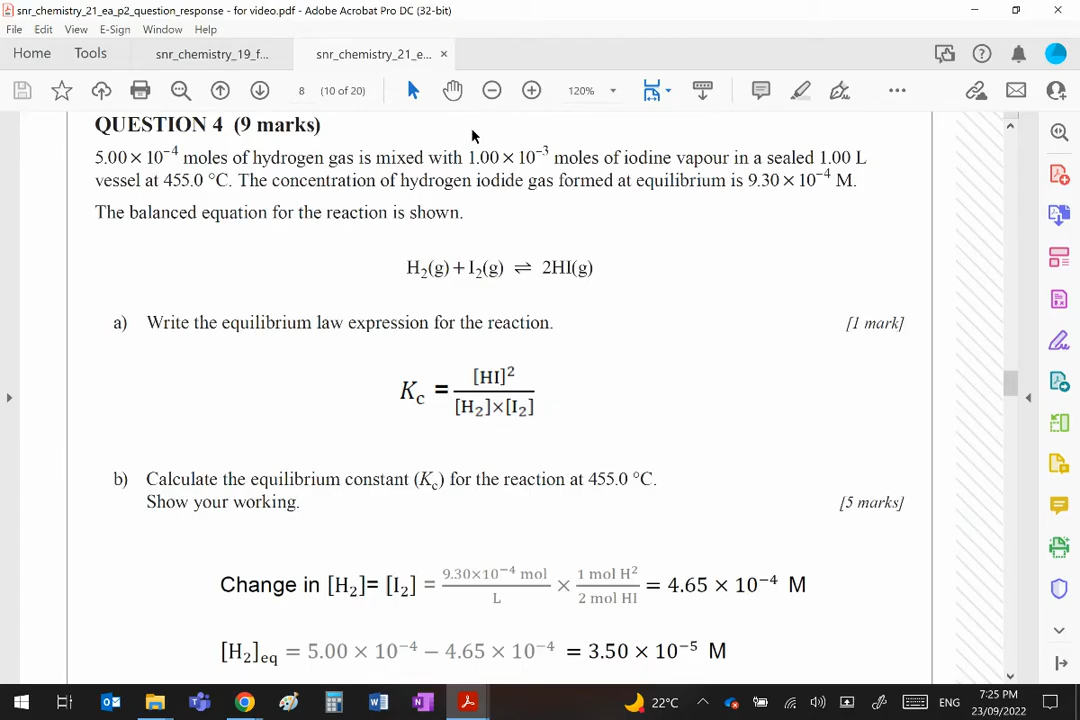 snr_chemistry_21_ea_p2_question_response - for video.pdf - Adobe Acrobat Pro DC (32-bit)
File Edit View E-Sign Window Help
Home Tools snr_chemistry_19_f... snr_chemistry_21_e... ×
8 (10 of 20) 120%
QUESTION 4 (9 marks)
5.00 × 10⁻⁴ moles of hydrogen gas is mixed with 1.00 × 10⁻³ moles of iodine vapour in a sealed 1.00 L
vessel at 455.0 °C. The concentration of hydrogen iodide gas formed at equilibrium is 9.30 × 10⁻⁴ M.
The balanced equation for the reaction is shown.
H₂(g) + I₂(g) ⇌ 2HI(g)
a) Write the equilibrium law expression for the reaction. [1 mark]
[HI]²
K꜀ =
[H₂]×[I₂]
b) Calculate the equilibrium constant (K꜀) for the reaction at 455.0 °C.
Show your working. [5 marks]
9.30×10⁻⁴ mol 1 mol H²
Change in [H₂]= [I₂] = × = 4.65 × 10⁻⁴ M
L 2 mol HI
[H₂]eq = 5.00 × 10⁻⁴ − 4.65 × 10⁻⁴ = 3.50 × 10⁻⁵ M
22°C ENG 7:25 PM
23/09/2022